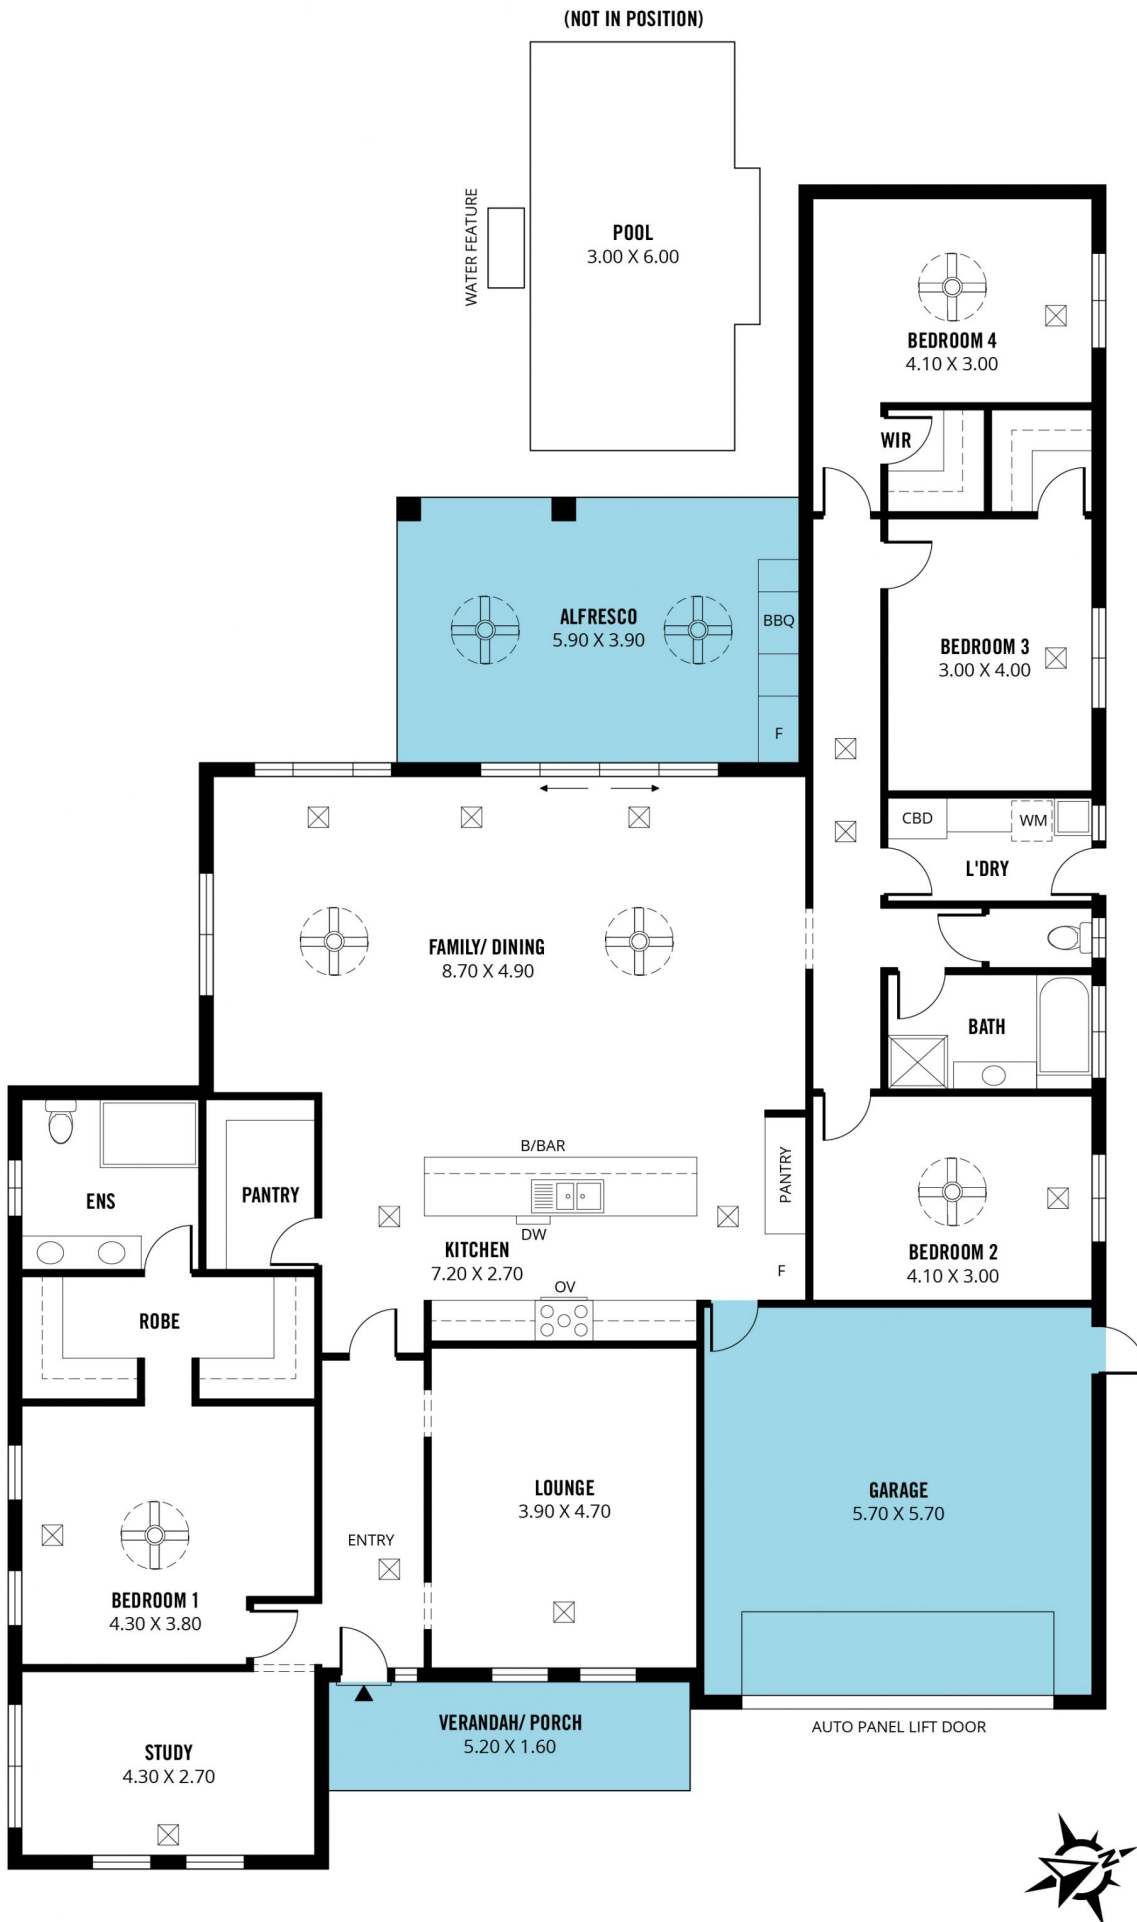 (NOT IN POSITION)
WATER FEATURE
POOL
3.00 X 6.00
BEDROOM 4
4.10 X 3.00
WIR
ALFRESCO
5.90 X 3.90
BBQ
F
BEDROOM 3
3.00 X 4.00
CBD
WM
L'DRY
FAMILY/ DINING
8.70 X 4.90
BATH
B/BAR
PANTRY
ENS
PANTRY
DW
KITCHEN
7.20 X 2.70
F
BEDROOM 2
4.10 X 3.00
OV
ROBE
LOUNGE
3.90 X 4.70
GARAGE
5.70 X 5.70
ENTRY
BEDROOM 1
4.30 X 3.80
VERANDAH/ PORCH
5.20 X 1.60
AUTO PANEL LIFT DOOR
STUDY
4.30 X 2.70
N